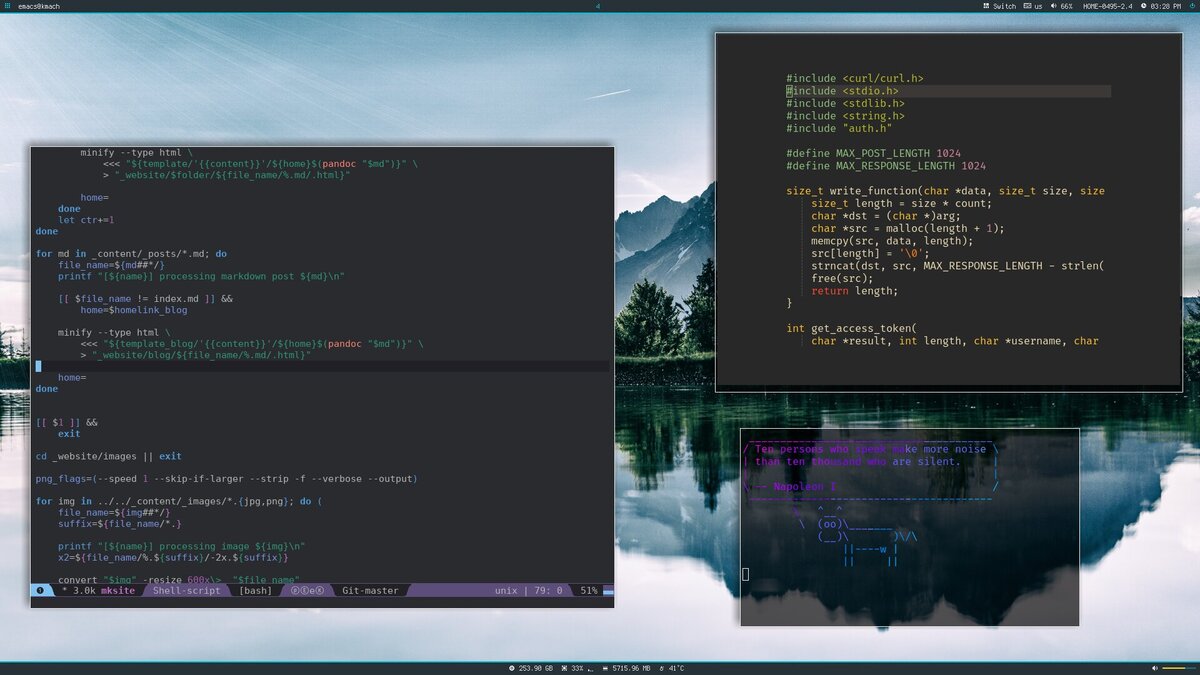 emacs@kmach
Switch us 66% HOME-0495-2.4 03:28 PM
minify --type html \
<<< "${template/'{{content}}'/${home}$(pandoc "$md")}" \
> "_website/$folder/${file_name/%.md/.html}"
home=
done
let ctr+=1
done
for md in _content/_posts/*.md; do
file_name=${md##*/}
printf "[${name}] processing markdown post ${md}\n"
[[ $file_name != index.md ]] &&
home=$homelink_blog
minify --type html \
<<< "${template_blog/'{{content}}'/${home}$(pandoc "$md")}" \
> "_website/blog/${file_name/%.md/.html}"
home=
done
[[ $1 ]] &&
exit
cd _website/images || exit
png_flags=(--speed 1 --skip-if-larger --strip -f --verbose --output)
for img in ../../_content/_images/*.{jpg,png}; do (
file_name=${img##*/}
suffix=${file_name/*.}
printf "[${name}] processing image ${img}\n"
x2=${file_name/%.${suffix}/-2x.${suffix}}
convert "$img" -resize 600x\> "$file_name"
* 3.0k mksite Shell-script [bash] Git-master unix | 79: 0 51%
#include <curl/curl.h>
#include <stdio.h>
#include <stdlib.h>
#include <string.h>
#include "auth.h"
#define MAX_POST_LENGTH 1024
#define MAX_RESPONSE_LENGTH 1024
size_t write_function(char *data, size_t size, size
size_t length = size * count;
char *dst = (char *)arg;
char *src = malloc(length + 1);
memcpy(src, data, length);
src[length] = '\0';
strncat(dst, src, MAX_RESPONSE_LENGTH - strlen(
free(src);
return length;
}
int get_access_token(
char *result, int length, char *username, char
/ Ten persons who speak make more noise \
| than ten thousand who are silent. |
\ -- Napoleon I /
\ ^__^
\ (oo)\_______
(__)\ )\/\
||----w |
|| ||
253.90 GB 33% 5715.96 MB 41°C